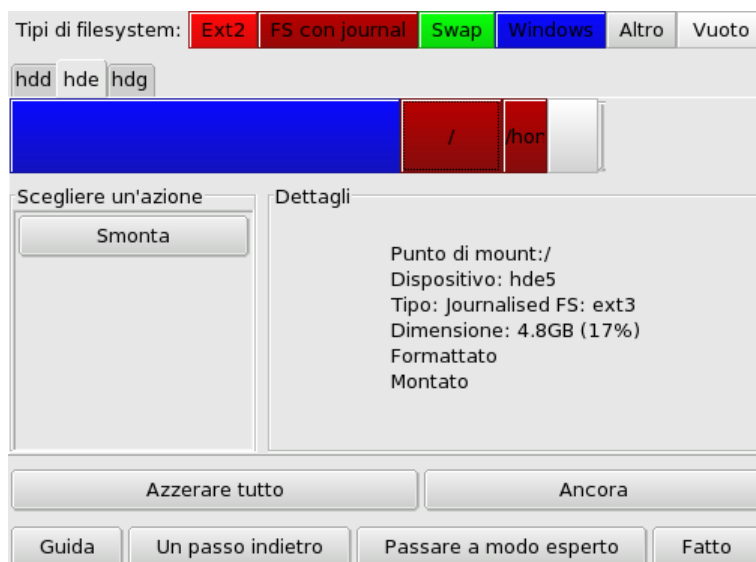 Tipi di filesystem: Ext2 FS con journal Swap Windows Altro Vuoto
hdd hde hdg
/ /hor
Scegliere un'azione
Smonta
Dettagli
Punto di mount:/
Dispositivo: hde5
Tipo: Journalised FS: ext3
Dimensione: 4.8GB (17%)
Formattato
Montato
Azzerare tutto Ancora
Guida Un passo indietro Passare a modo esperto Fatto